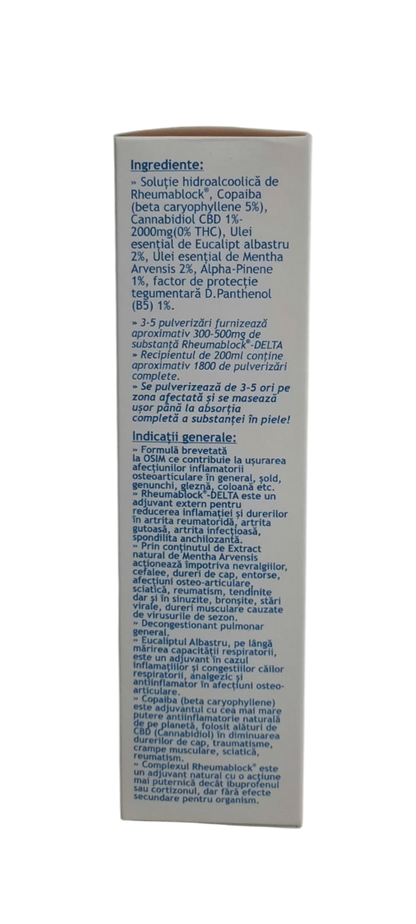 Ingrediente:
» Soluție hidroalcoolică de
Rheumablock®, Copaiba
(beta caryophyllene 5%),
Cannabidiol CBD 1%-
2000mg(0% THC), Ulei
esențial de Eucalipt albastru
2%, Ulei esențial de Mentha
Arvensis 2%, Alpha-Pinene
1%, factor de protecție
tegumentară D.Panthenol
(B5) 1%.
» 3-5 pulverizări furnizează
aproximativ 300-500mg de
substanță Rheumablock®-DELTA
» Recipientul de 200ml conține
aproximativ 1800 de pulverizări
complete.
» Se pulverizează de 3-5 ori pe
zona afectată și se masează
ușor până la absorția
completă a substanței în piele!
Indicații generale:
» Formulă brevetată
la OSIM ce contribuie la ușurarea
afecțiunilor inflamatorii
osteoarticulare în general, șold,
genunchi, gleznă, coloană etc.
» Rheumablock®-DELTA este un
adjuvant extern pentru
reducerea inflamației și durerilor
în artrita reumatoridă, artrita
gutoasă, artrita infecțioasă,
spondilita anchilozantă.
» Prin conținutul de Extract
natural de Mentha Arvensis
acționează împotriva nevralgiilor,
cefalee, dureri de cap, entorse,
afecțiuni osteo-articulare,
sciatică, reumatism, tendinite
dar și în sinuzite, bronșite, stări
virale, dureri musculare cauzate
de virusurile de sezon.
» Decongestionant pulmonar
general.
» Eucaliptul Albastru, pe lângă
mărirea capacității respiratorii,
este un adjuvant în cazul
inflamațiilor și congestiilor căilor
respiratorii, analgezic și
antiinflamator în afecțiuni osteo-
articulare.
» Copaiba (beta caryophyllene)
este adjuvantul cu cea mai mare
putere antiinflamatorie naturală
de pe planetă, folosit alături de
CBD (Cannabidiol) în diminuarea
durerilor de cap, traumatisme,
crampe musculare, sciatică,
reumatism.
» Complexul Rheumablock® este
un adjuvant natural cu o acțiune
mai puternică decât ibuprofenul
sau cortizonul, dar fără efecte
secundare pentru organism.